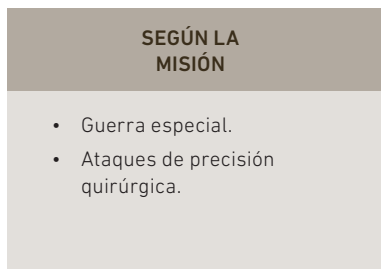 SEGÚN LA
MISIÓN
• Guerra especial.
• Ataques de precisión
quirúrgica.